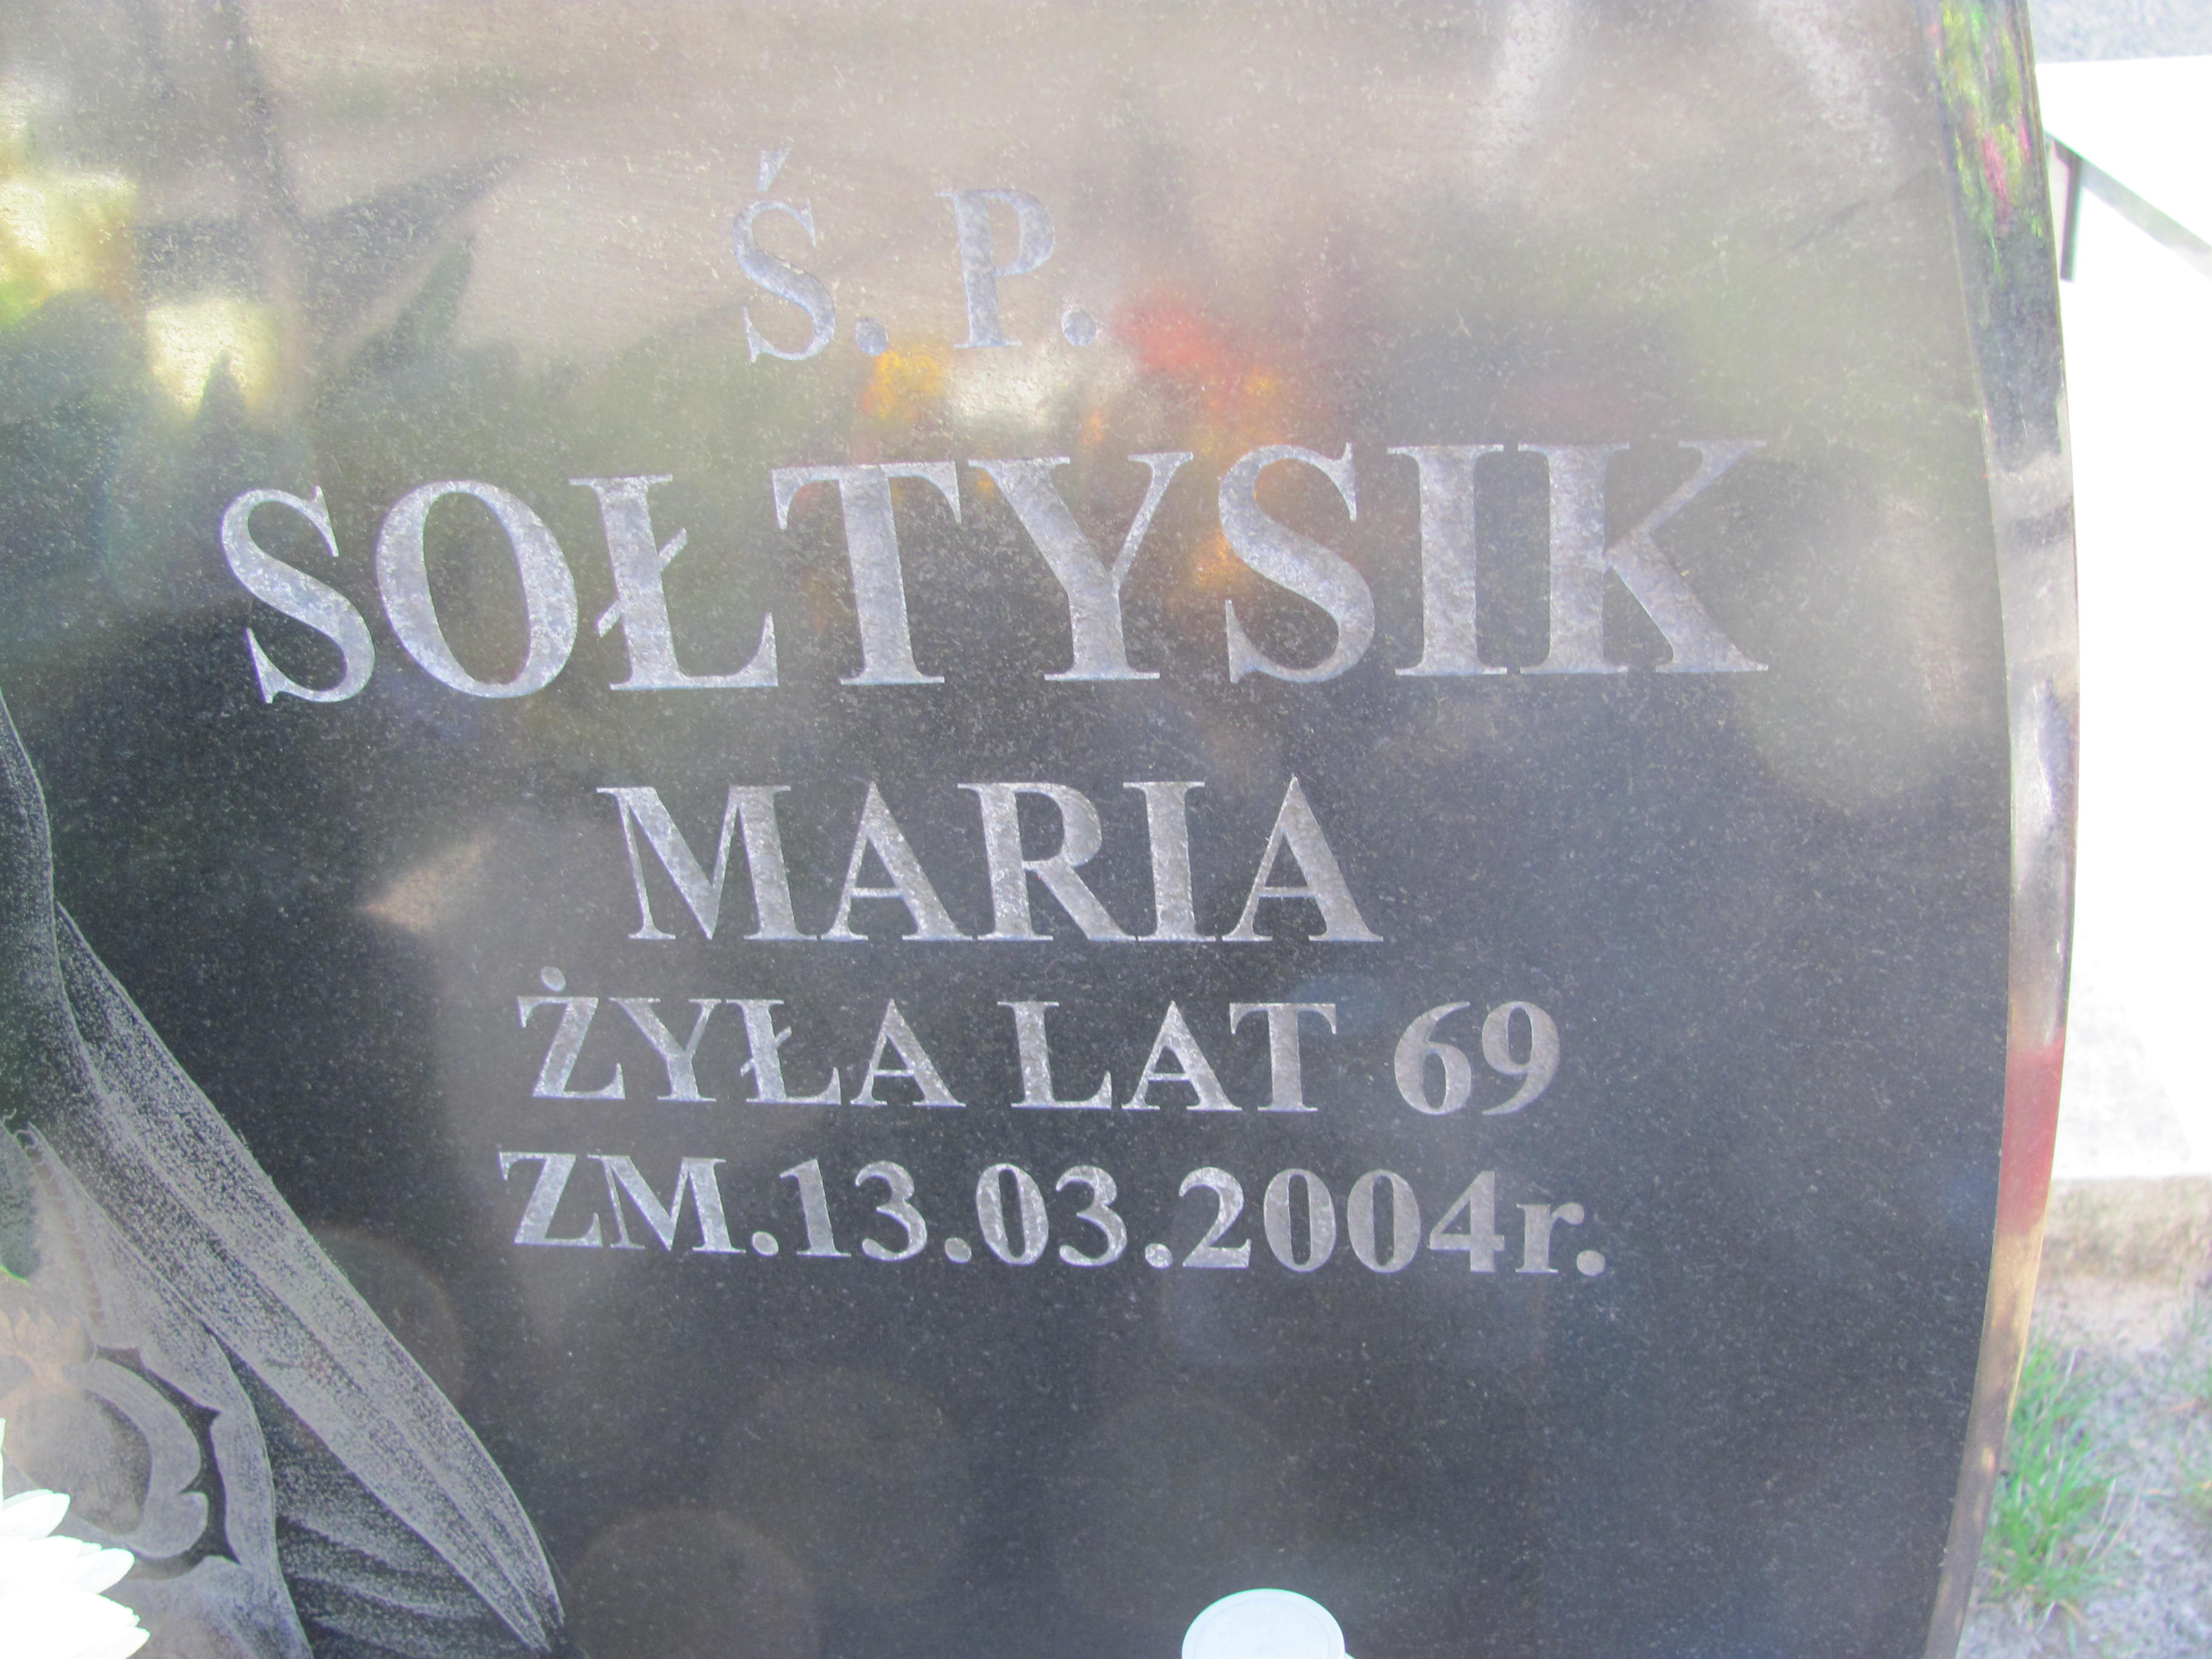 Ś. P.
SOŁTYSIK
MARIA
ŻYŁA LAT 69
ZM.13.03.2004r.